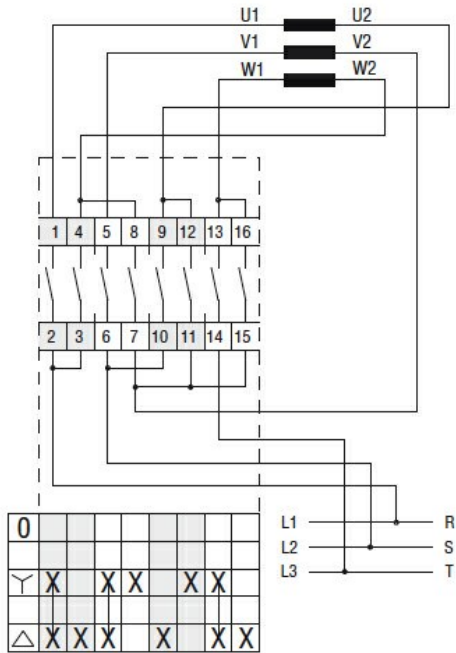 U1 U2
V1 V2
W1 W2
1 4 5 8 9 12 13 16
2 3 6 7 10 11 14 15
L1 R
L2 S
L3 T
0
Y X X X X X
△ X X X X X X